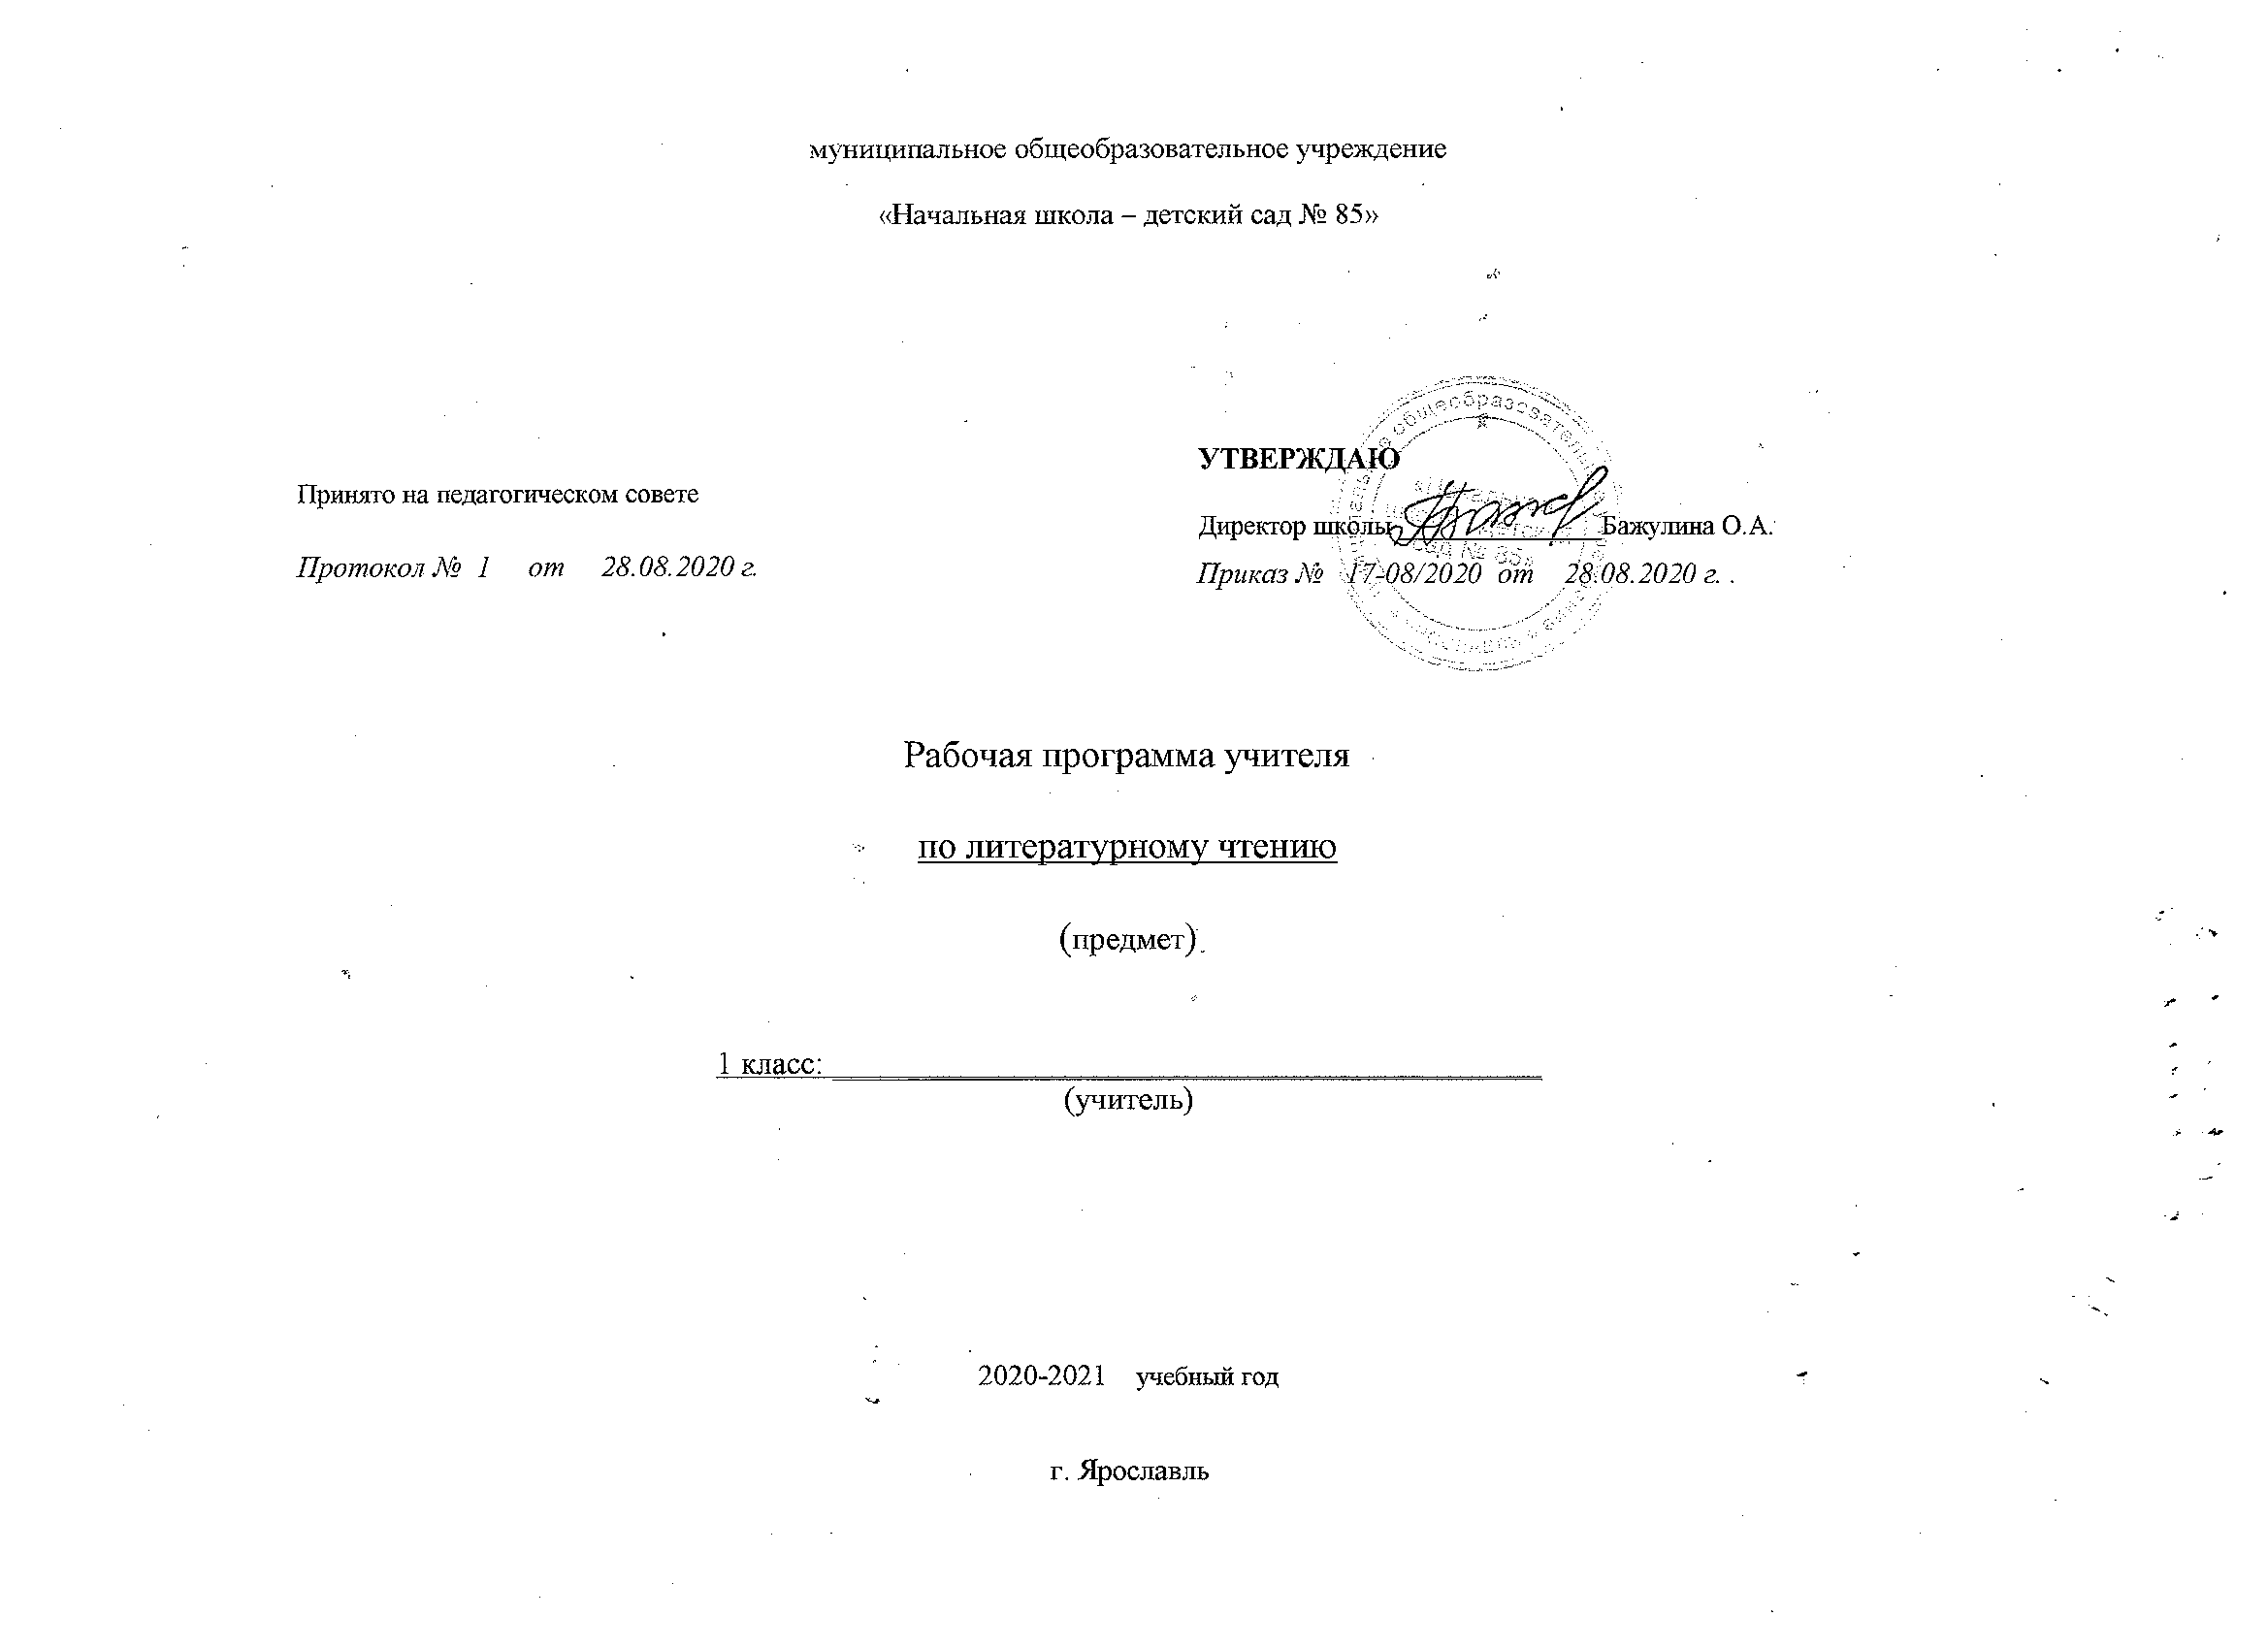 муниципальное общеобразовательное учреждение
«Начальная школа – детский сад № 85»
Принято на педагогическом совете
Протокол № 1 от 28.08.2020 г.
УТВЕРЖДАЮ
Директор школы Бажулина О.А.
Приказ № 17-08/2020 от 28.08.2020 г. .
Рабочая программа учителя
по литературному чтению
(предмет)
1 класс:
(учитель)
2020-2021 учебный год
г. Ярославль